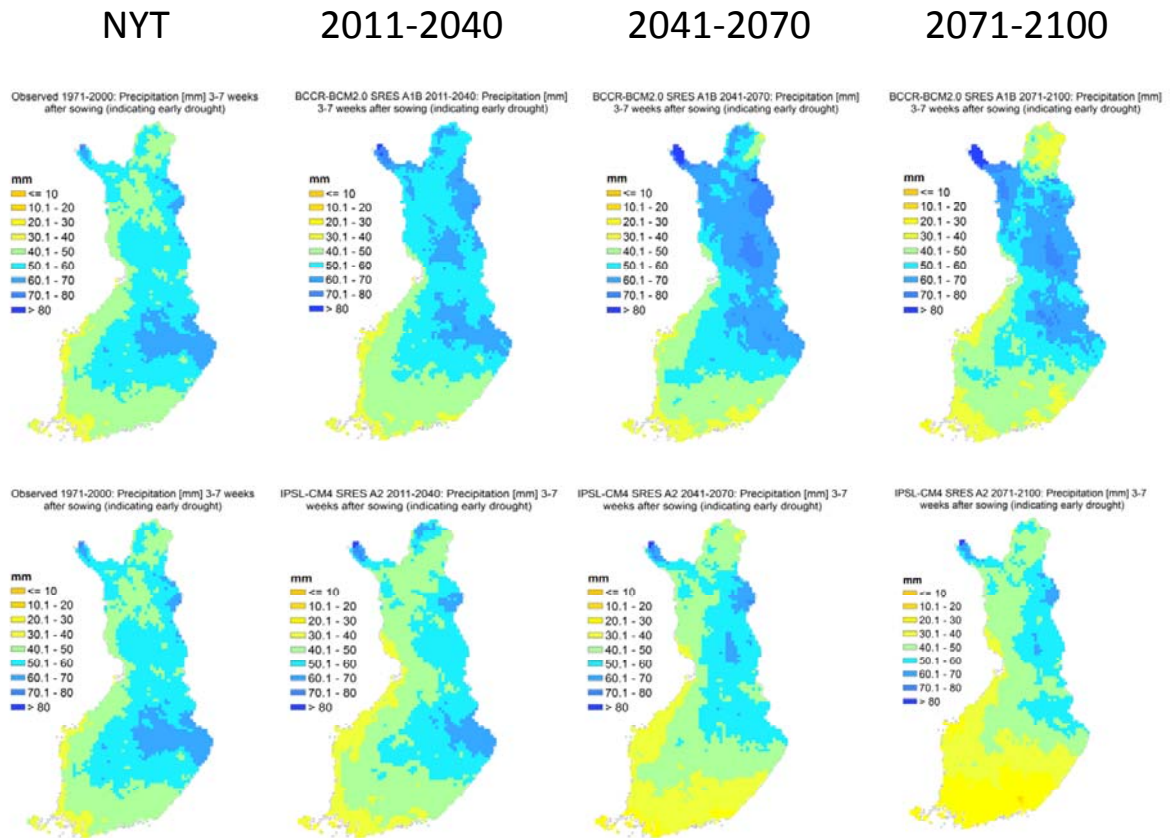 NYT
2011-2040
2041-2070
2071-2100
Observed 1971-2000: Precipitation [mm] 3-7 weeks
after sowing (indicating early drought)
mm
<= 10
10.1 - 20
20.1 - 30
30.1 - 40
40.1 - 50
50.1 - 60
60.1 - 70
70.1 - 80
> 80
BCCR-BCM2.0 SRES A1B 2011-2040: Precipitation [mm]
3-7 weeks after sowing (indicating early drought)
mm
<= 10
10.1 - 20
20.1 - 30
30.1 - 40
40.1 - 50
50.1 - 60
60.1 - 70
70.1 - 80
> 80
BCCR-BCM2.0 SRES A1B 2041-2070: Precipitation [mm]
3-7 weeks after sowing (indicating early drought)
mm
<= 10
10.1 - 20
20.1 - 30
30.1 - 40
40.1 - 50
50.1 - 60
60.1 - 70
70.1 - 80
> 80
BCCR-BCM2.0 SRES A1B 2071-2100: Precipitation [mm]
3-7 weeks after sowing (indicating early drought)
mm
<= 10
10.1 - 20
20.1 - 30
30.1 - 40
40.1 - 50
50.1 - 60
60.1 - 70
70.1 - 80
> 80
Observed 1971-2000: Precipitation [mm] 3-7 weeks
after sowing (indicating early drought)
mm
<= 10
10.1 - 20
20.1 - 30
30.1 - 40
40.1 - 50
50.1 - 60
60.1 - 70
70.1 - 80
> 80
IPSL-CM4 SRES A2 2011-2040: Precipitation [mm] 3-7
weeks after sowing (indicating early drought)
mm
<= 10
10.1 - 20
20.1 - 30
30.1 - 40
40.1 - 50
50.1 - 60
60.1 - 70
70.1 - 80
> 80
IPSL-CM4 SRES A2 2041-2070: Precipitation [mm] 3-7
weeks after sowing (indicating early drought)
mm
<= 10
10.1 - 20
20.1 - 30
30.1 - 40
40.1 - 50
50.1 - 60
60.1 - 70
70.1 - 80
> 80
IPSL-CM4 SRES A2 2071-2100: Precipitation [mm] 3-7
weeks after sowing (indicating early drought)
mm
<= 10
10.1 - 20
20.1 - 30
30.1 - 40
40.1 - 50
50.1 - 60
60.1 - 70
70.1 - 80
> 80